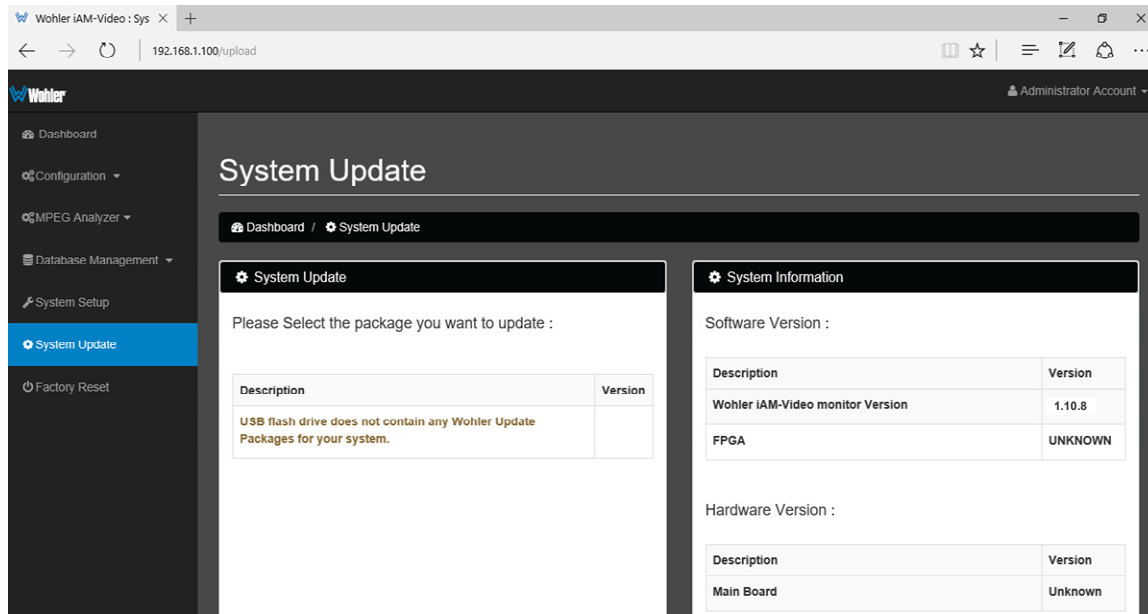 Wohler iAM-Video : Sys
192.168.1.100/upload
Wohler
Administrator Account
Dashboard
Configuration
MPEG Analyzer
Database Management
System Setup
System Update
Factory Reset
System Update
Dashboard / System Update
System Update
Please Select the package you want to update :
Description Version
USB flash drive does not contain any Wohler Update
Packages for your system.
System Information
Software Version :
Description Version
Wohler iAM-Video monitor Version 1.10.8
FPGA UNKNOWN
Hardware Version :
Description Version
Main Board Unknown